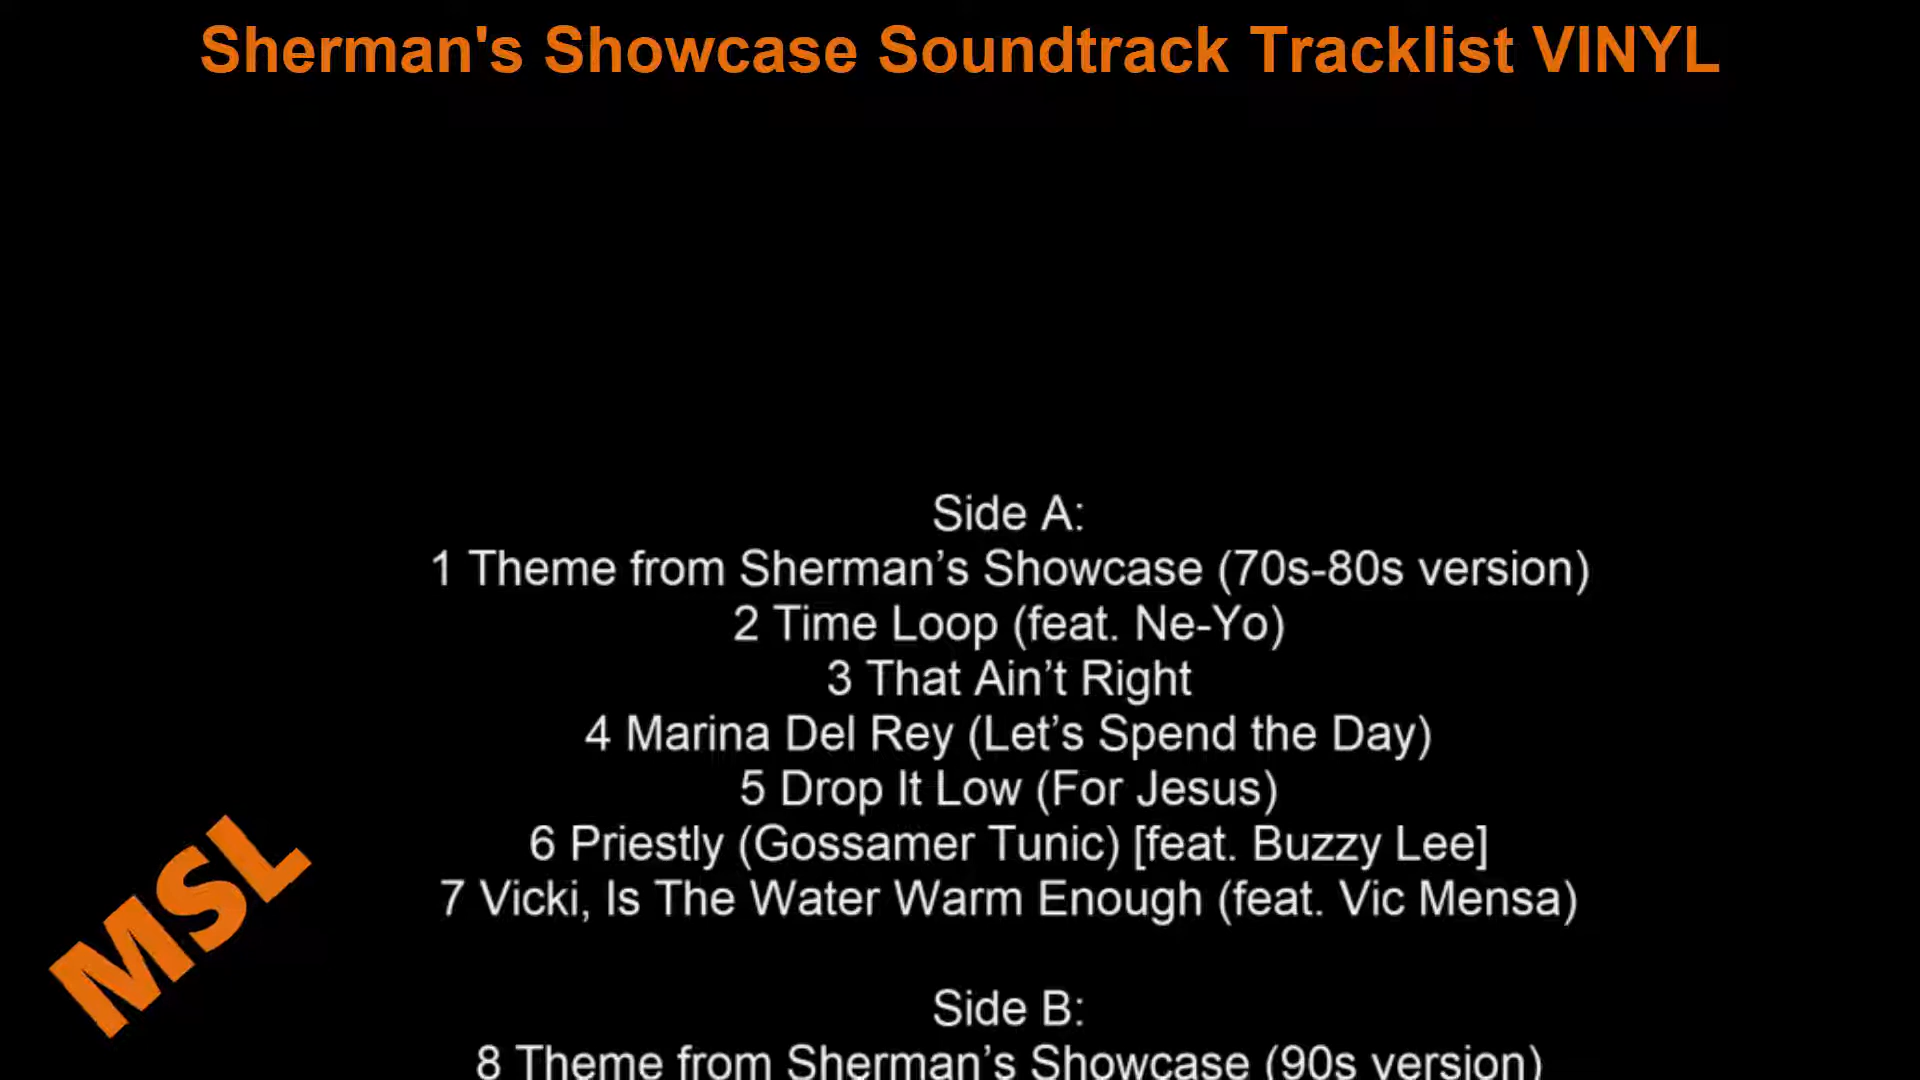 Sherman's Showcase Soundtrack Tracklist VINYL
Side A:
1 Theme from Sherman’s Showcase (70s-80s version)
2 Time Loop (feat. Ne-Yo)
3 That Ain’t Right
4 Marina Del Rey (Let’s Spend the Day)
5 Drop It Low (For Jesus)
6 Priestly (Gossamer Tunic) [feat. Buzzy Lee]
7 Vicki, Is The Water Warm Enough (feat. Vic Mensa)
MSL
Side B:
8 Theme from Sherman’s Showcase (90s version)